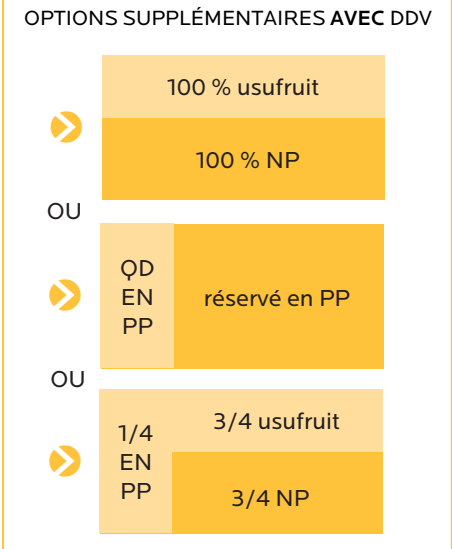 OPTIONS SUPPLÉMENTAIRES AVEC DDV
100 % usufruit
100 % NP
OU
QD
EN
PP
réservé en PP
OU
1/4
EN
PP
3/4 usufruit
3/4 NP